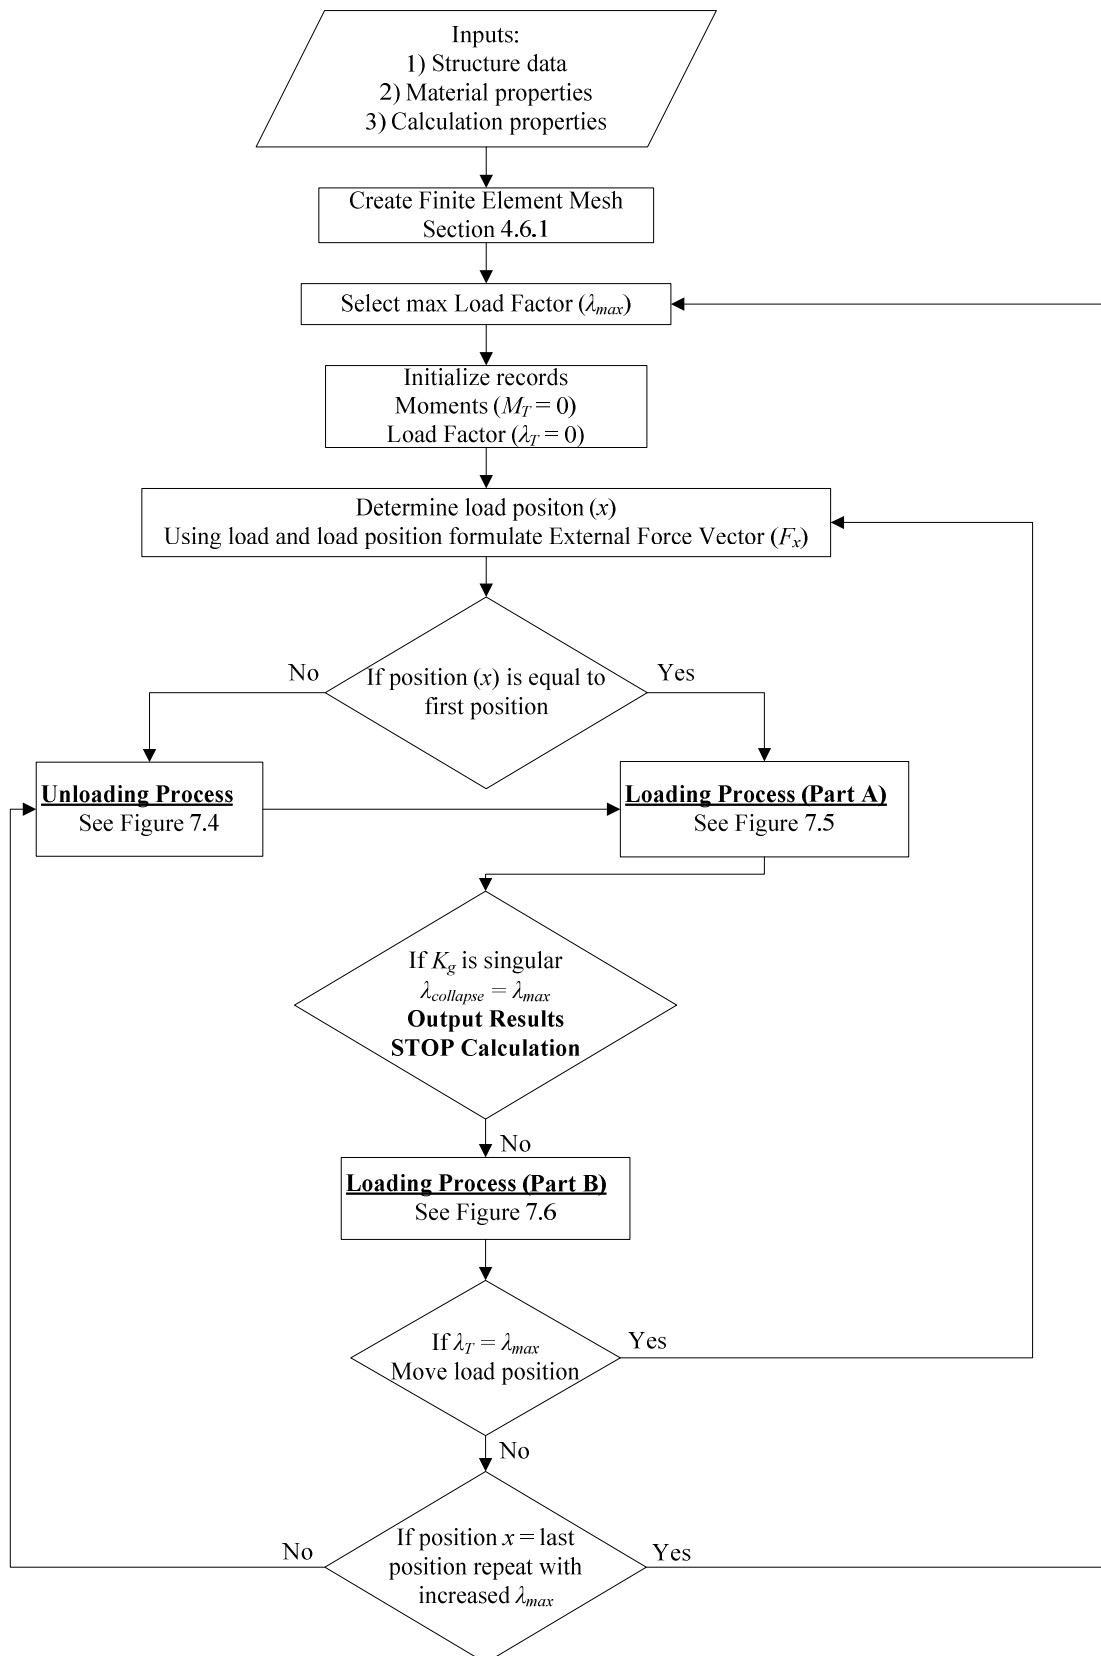 Inputs:
1) Structure data
2) Material properties
3) Calculation properties
Create Finite Element Mesh
Section 4.6.1
Select max Load Factor (λmax)
Initialize records
Moments (MT = 0)
Load Factor (λT = 0)
Determine load positon (x)
Using load and load position formulate External Force Vector (Fx)
No
If position (x) is equal to
first position
Yes
Unloading Process
See Figure 7.4
Loading Process (Part A)
See Figure 7.5
If Kg is singular
λcollapse = λmax
Output Results
STOP Calculation
No
Loading Process (Part B)
See Figure 7.6
If λT = λmax
Move load position
Yes
No
No
If position x = last
position repeat with
increased λmax
Yes